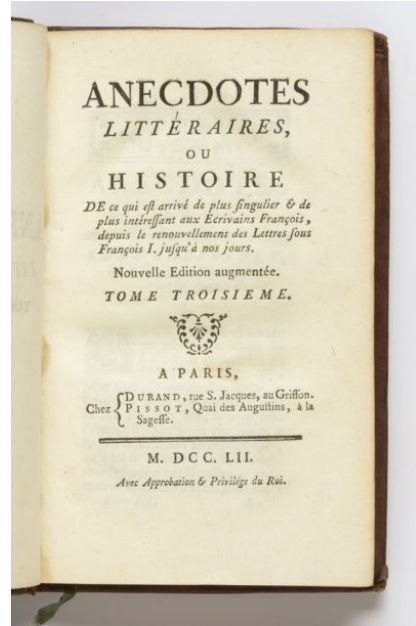 ANECDOTES
LITTÉRAIRES,
OU
HISTOIRE
DE ce qui eſt arrivé de plus ſingulier & de
plus intéreſſant aux Ecrivains François,
depuis le renouvellement des Lettres ſous
François I. juſqu'à nos jours.
Nouvelle Edition augmentée.
TOME TROISIEME.
A PARIS,
Chez { DURAND, rue S. Jacques, au Griffon.
PISSOT, Quai des Auguſtins, à la
Sageſſe.
M. DCC. LII.
Avec Approbation & Privilége du Roi.